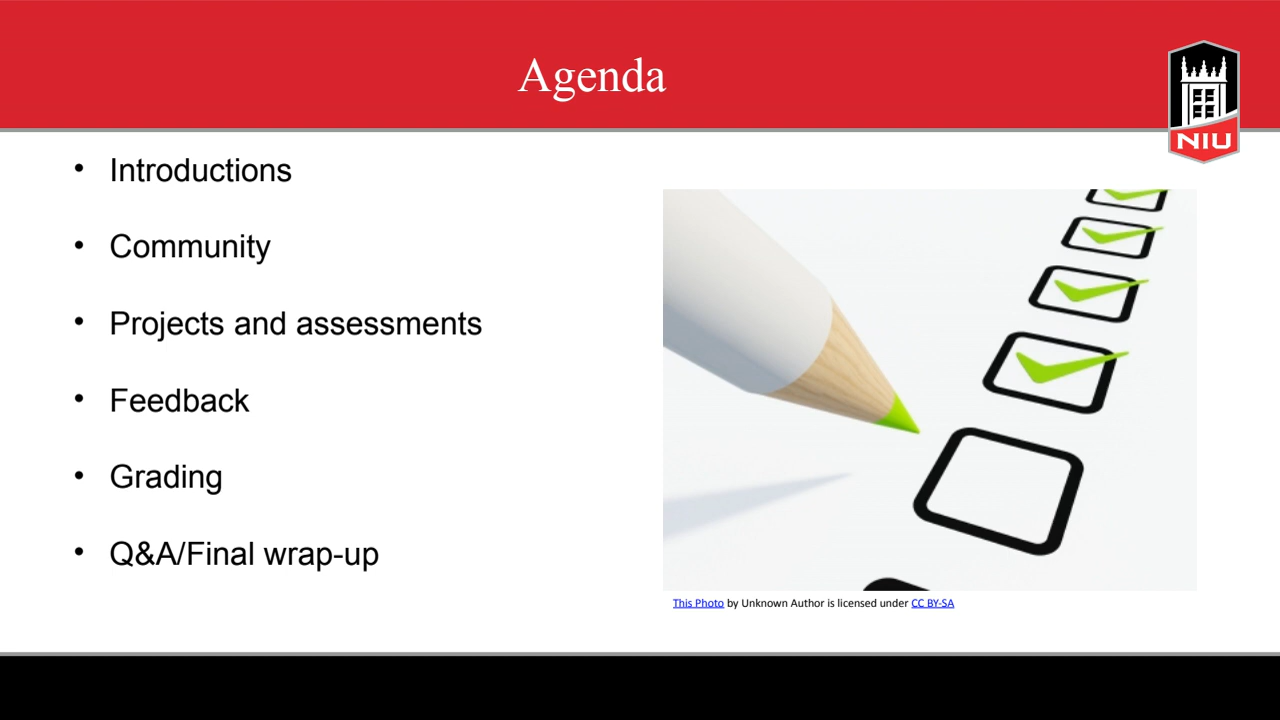 Agenda
NIU
• Introductions
• Community
• Projects and assessments
• Feedback
• Grading
• Q&A/Final wrap-up
This Photo by Unknown Author is licensed under CC BY-SA